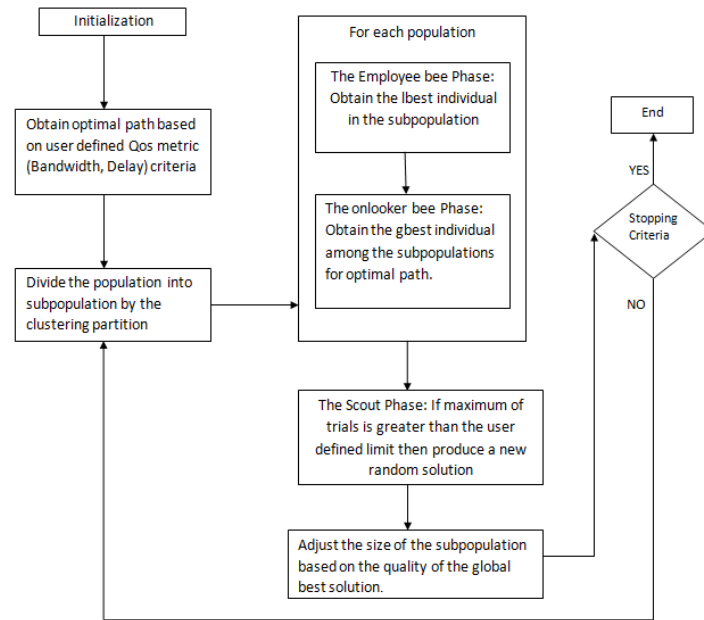 Initialization
Obtain optimal path based
on user defined Qos metric
(Bandwidth, Delay) criteria
Divide the population into
subpopulation by the
clustering partition
For each population
The Employee bee Phase:
Obtain the lbest individual
in the subpopulation
The onlooker bee Phase:
Obtain the gbest individual
among the subpopulations
for optimal path.
The Scout Phase: If maximum of
trials is greater than the user
defined limit then produce a new
random solution
Adjust the size of the subpopulation
based on the quality of the global
best solution.
Stopping
Criteria
YES
End
NO